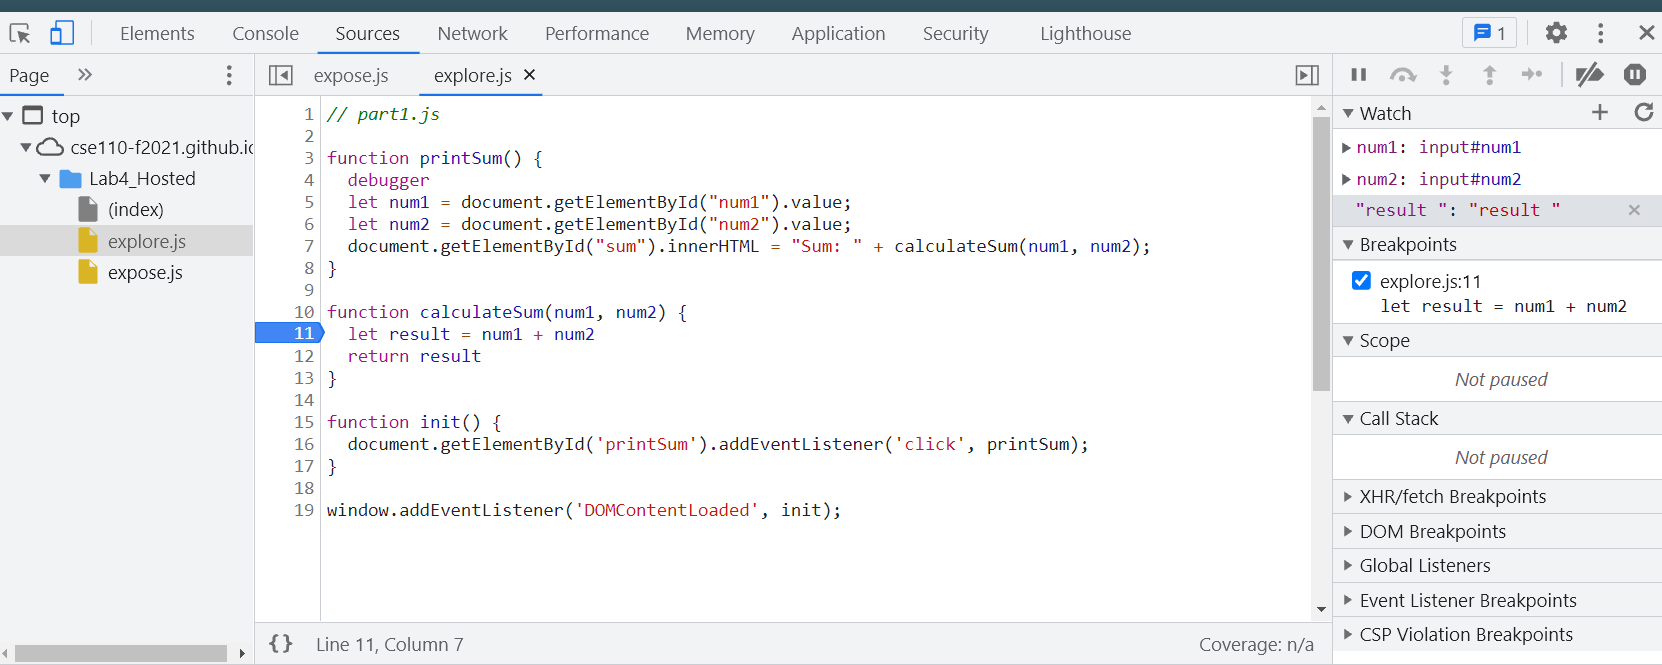 Elements Console Sources Network Performance Memory Application Security Lighthouse 1
Page
expose.js explore.js
top
cse110-f2021.github.io
Lab4_Hosted
(index)
explore.js
expose.js
1 // part1.js
2
3 function printSum() {
4 debugger
5 let num1 = document.getElementById("num1").value;
6 let num2 = document.getElementById("num2").value;
7 document.getElementById("sum").innerHTML = "Sum: " + calculateSum(num1, num2);
8 }
9
10 function calculateSum(num1, num2) {
11 let result = num1 + num2
12 return result
13 }
14
15 function init() {
16 document.getElementById('printSum').addEventListener('click', printSum);
17 }
18
19 window.addEventListener('DOMContentLoaded', init);
{} Line 11, Column 7 Coverage: n/a
Watch
num1: input#num1
num2: input#num2
"result ": "result "
Breakpoints
explore.js:11
let result = num1 + num2
Scope
Not paused
Call Stack
Not paused
XHR/fetch Breakpoints
DOM Breakpoints
Global Listeners
Event Listener Breakpoints
CSP Violation Breakpoints